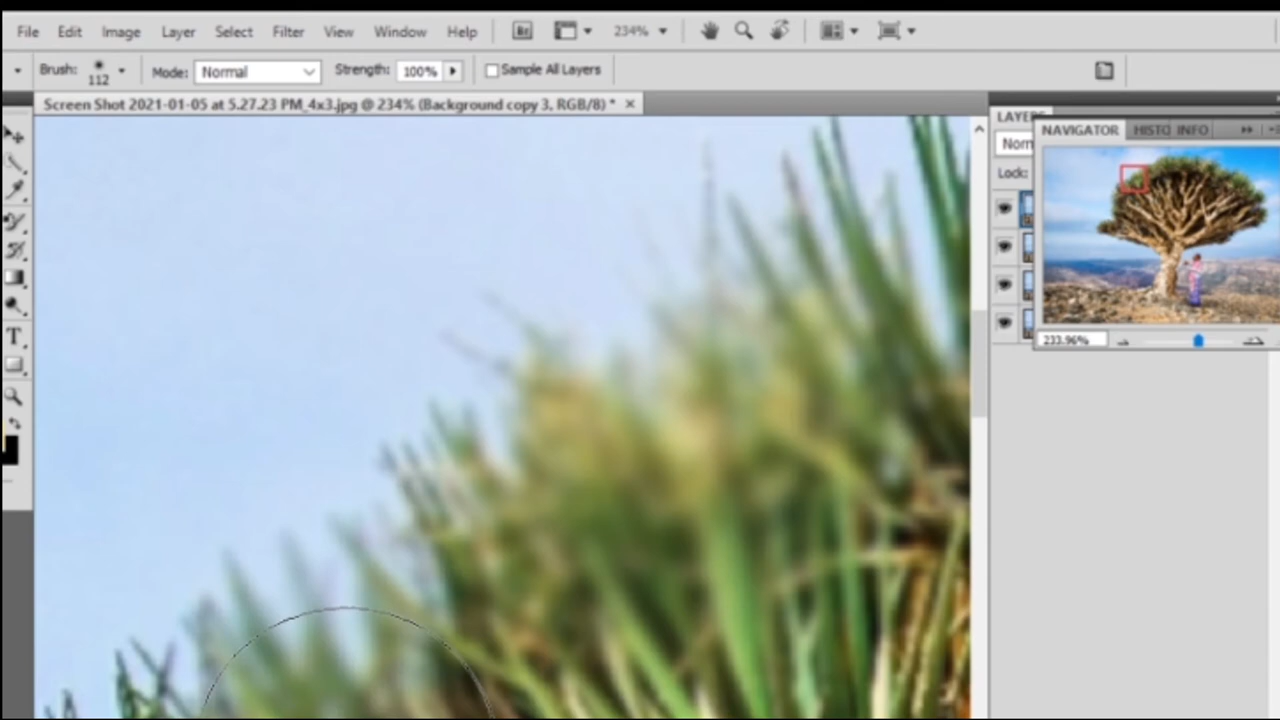 File Edit Image Layer Select Filter View Window Help Br 234%
Brush: 112 Mode: Normal Strength: 100% Sample All Layers
Screen Shot 2021-01-05 at 5.27.23 PM_4x3.jpg @ 234% (Background copy 3, RGB/8) * ×
LAYERS
NAVIGATOR HISTO INFO
Norm
Lock:
T
233.96%